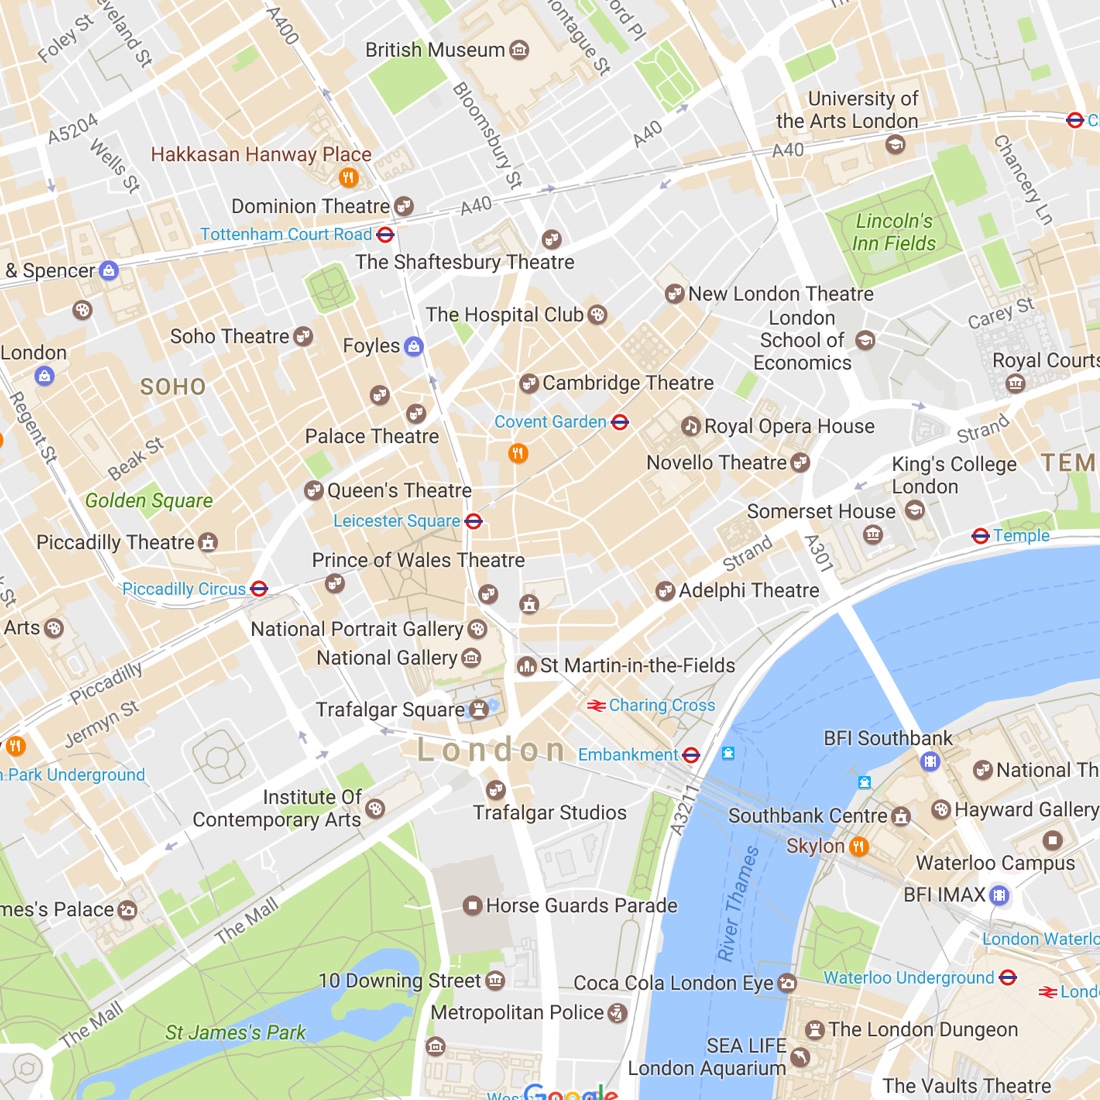 Foley St
eveland St
A400
British Museum
ontague St
ord Pl
A5204
Wells St
Bloomsbury St
A40
University of
the Arts London
A40
Chancery Ln
Hakkasan Hanway Place
Dominion Theatre
A40
Tottenham Court Road
Lincoln's
Inn Fields
& Spencer
The Shaftesbury Theatre
New London Theatre
The Hospital Club
London
School of
Economics
Carey St
Soho Theatre
Foyles
London
Royal Courts
SOHO
Cambridge Theatre
Regent St
Covent Garden
Royal Opera House
Palace Theatre
Strand
Beak St
Novello Theatre
King's College
London
TEM
Golden Square
Queen's Theatre
Leicester Square
Somerset House
Piccadilly Theatre
Strand
A301
Temple
Prince of Wales Theatre
Piccadilly Circus
Adelphi Theatre
k St
Arts
National Portrait Gallery
National Gallery
St Martin-in-the-Fields
Piccadilly
Jermyn St
Trafalgar Square
Charing Cross
London
Embankment
BFI Southbank
n Park Underground
National Th
Institute Of
Contemporary Arts
Trafalgar Studios
A3211
Southbank Centre
Hayward Gallery
Skylon
Waterloo Campus
River Thames
BFI IMAX
mes's Palace
The Mall
Horse Guards Parade
London Waterlo
10 Downing Street
Coca Cola London Eye
Waterloo Underground
Lond
Metropolitan Police
The Mall
St James's Park
The London Dungeon
SEA LIFE
London Aquarium
The Vaults Theatre
West
Google